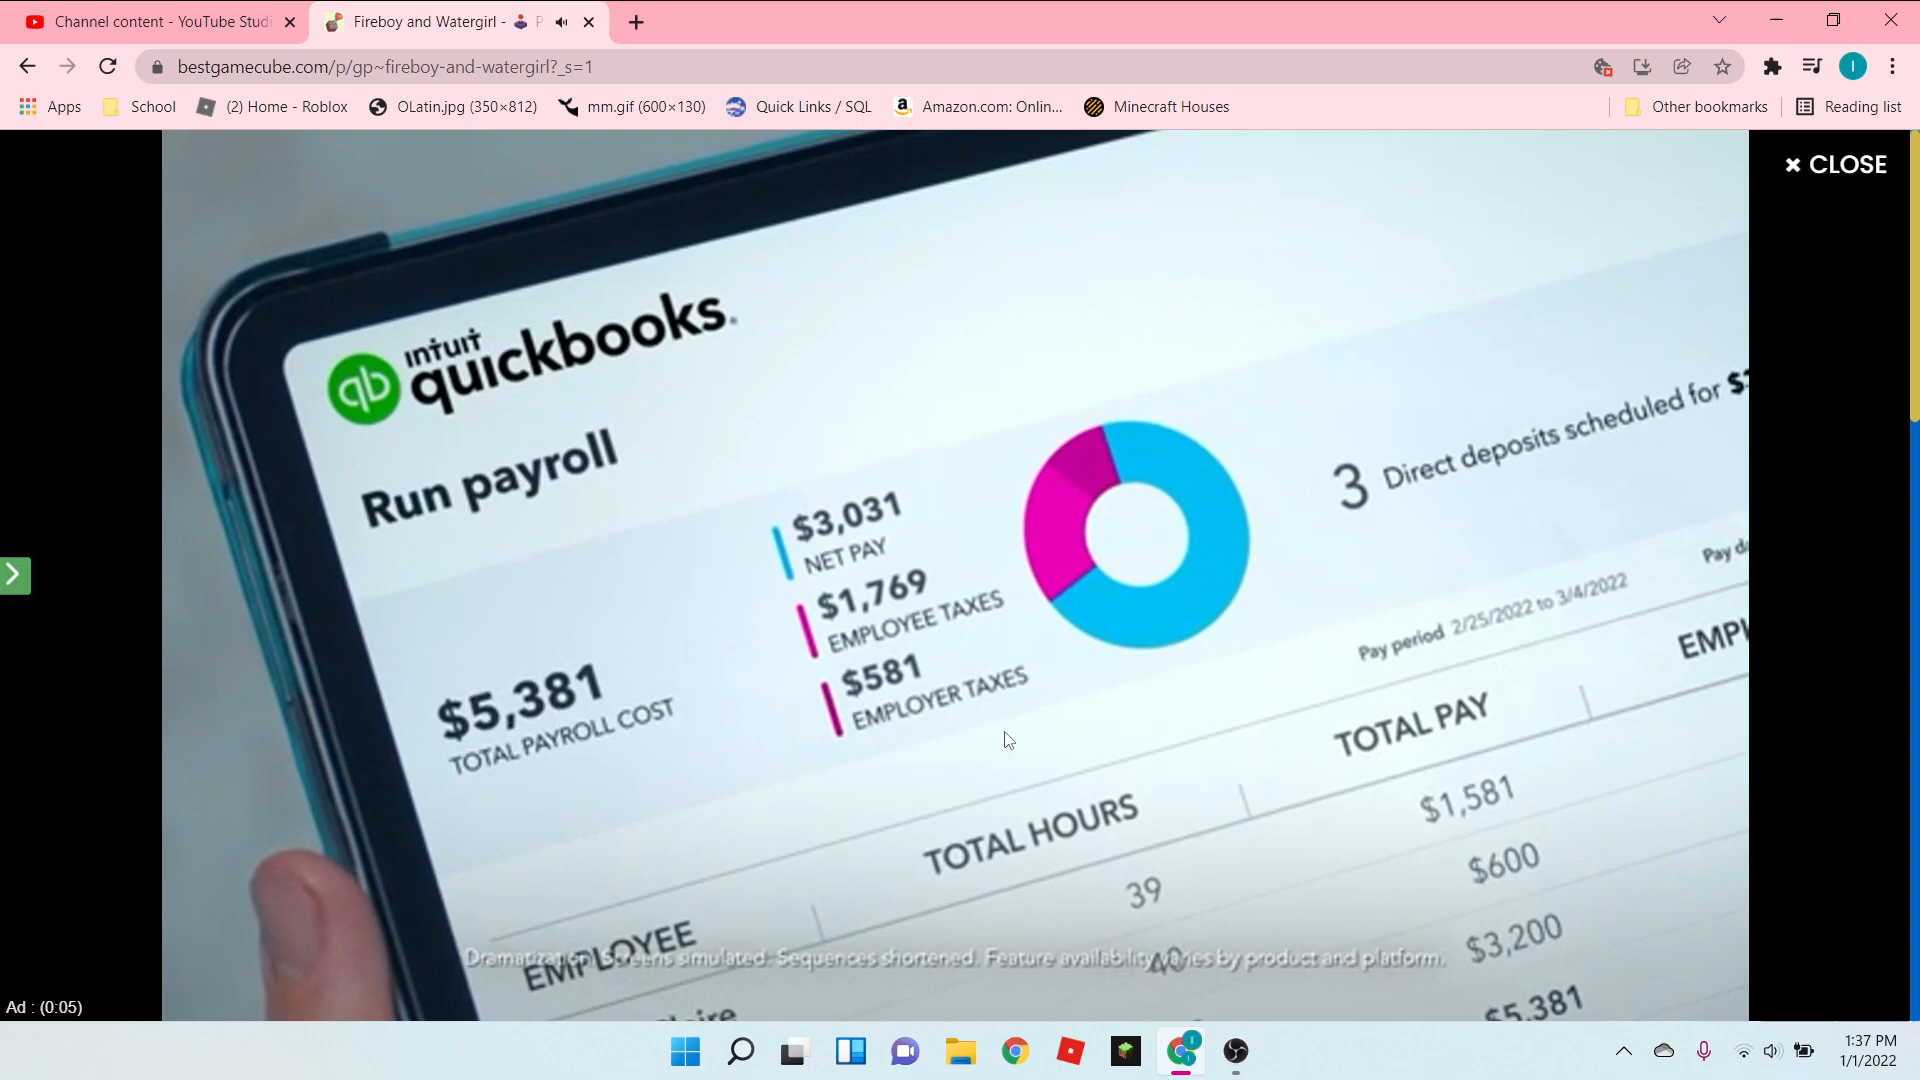 Channel content - YouTube Studi
Fireboy and Watergirl - P
bestgamecube.com/p/gp~fireboy-and-watergirl?_s=1
I
Apps
School
(2) Home - Roblox
OLatin.jpg (350×812)
mm.gif (600×130)
Quick Links / SQL
Amazon.com: Onlin...
Minecraft Houses
Other bookmarks
Reading list
× CLOSE
qb
intuit
quickbooks.
Run payroll
$5,381
TOTAL PAYROLL COST
$3,031
NET PAY
$1,769
EMPLOYEE TAXES
$581
EMPLOYER TAXES
3 Direct deposits scheduled for
Pay period 2/25/2022 to 3/4/2022
Pay
EMPLOYEE
TOTAL HOURS
TOTAL PAY
39
$1,581
40
$600
$3,200
$5,381
Dramatization. Screens simulated. Sequences shortened. Feature availability varies by product and platform.
Ad : (0:05)
1:37 PM
1/1/2022